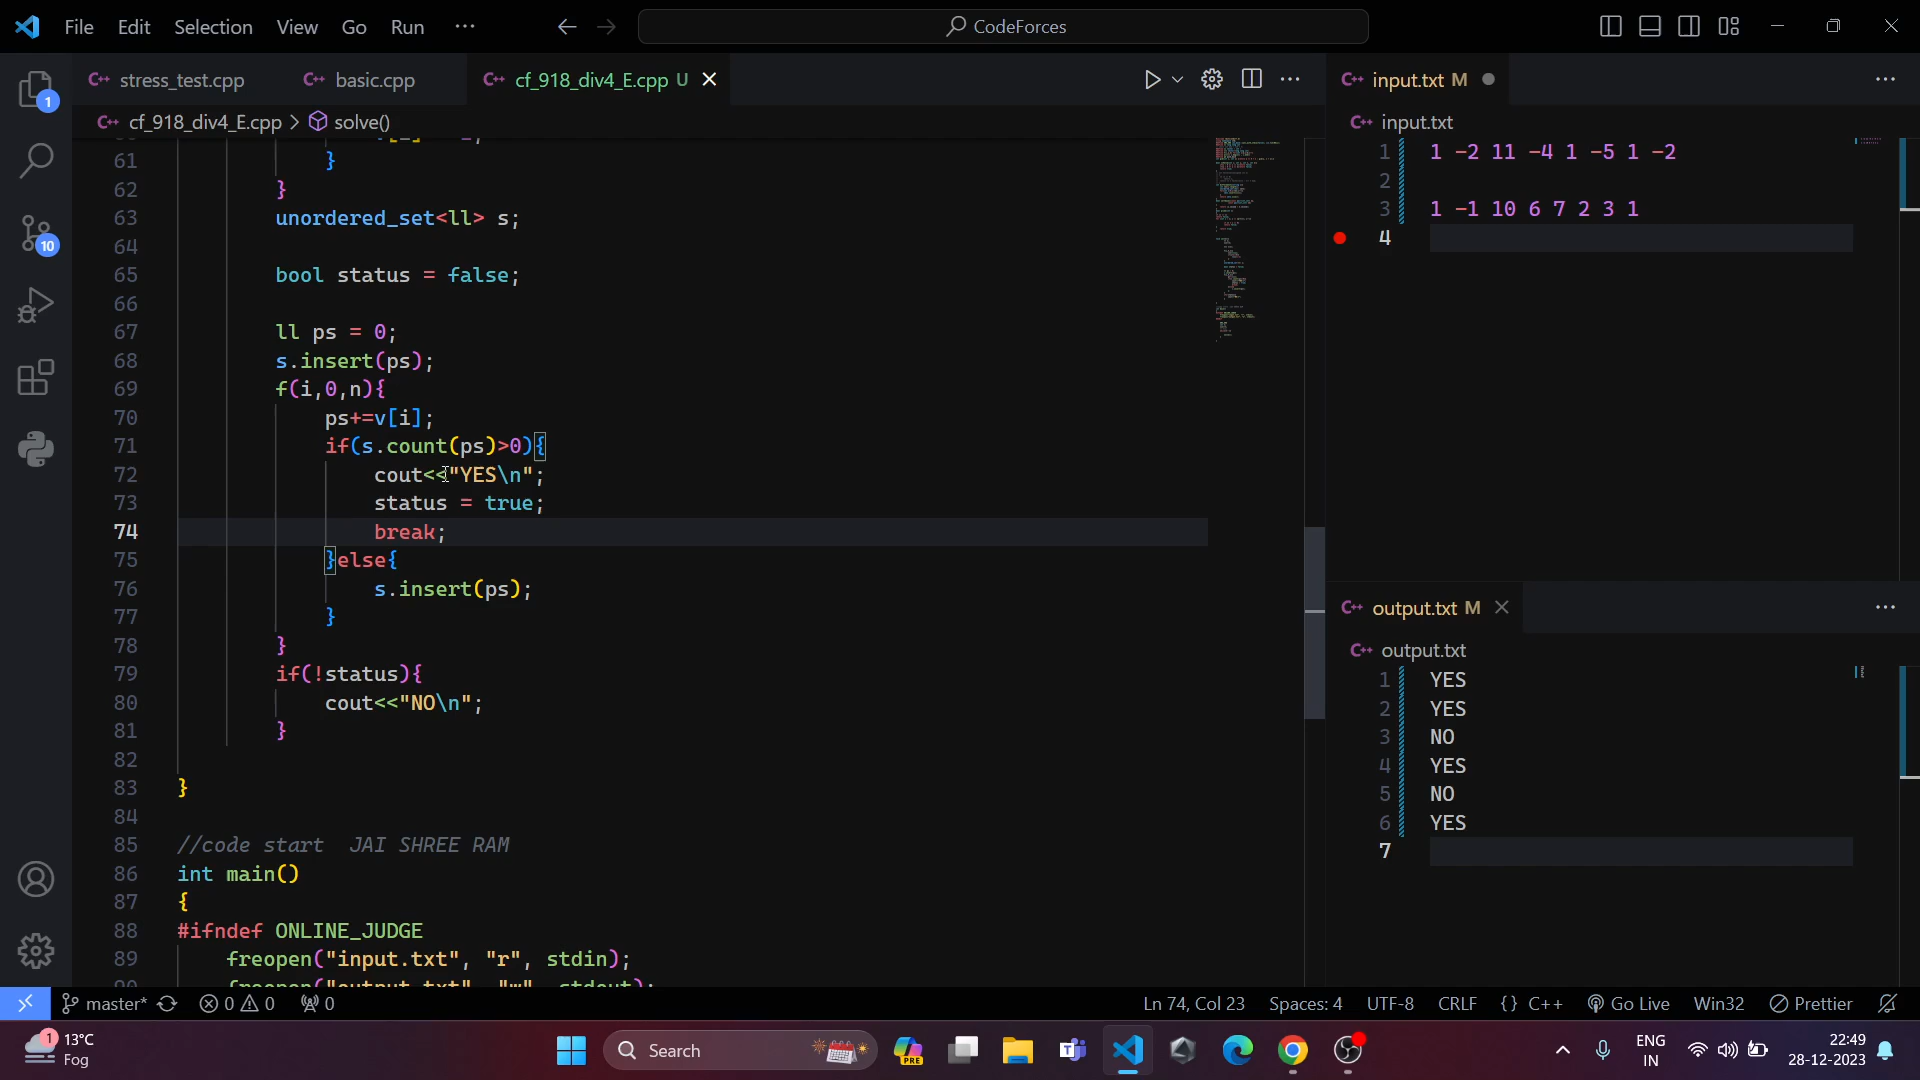 File Edit Selection View Go Run ··· CodeForces
stress_test.cpp basic.cpp cf_918_div4_E.cpp U
cf_918_div4_E.cpp > solve()
61 }
62 }
63 unordered_set<ll> s;
64
65 bool status = false;
66
67 ll ps = 0;
68 s.insert(ps);
69 f(i,0,n){
70 ps+=v[i];
71 if(s.count(ps)>0){
72 cout<<"YES\n";
73 status = true;
74 break;
75 }else{
76 s.insert(ps);
77 }
78 }
79 if(!status){
80 cout<<"NO\n";
81 }
82
83 }
84
85 //code start JAI SHREE RAM
86 int main()
87 {
88 #ifndef ONLINE_JUDGE
89 freopen("input.txt", "r", stdin);
input.txt M
input.txt
1 1 -2 11 -4 1 -5 1 -2
2
3 1 -1 10 6 7 2 3 1
4
output.txt M
output.txt
1 YES
2 YES
3 NO
4 YES
5 NO
6 YES
7
1
10
master* 0 0 0 Ln 74, Col 23 Spaces: 4 UTF-8 CRLF {} C++ Go Live Win32 Prettier
1 13°C
Fog
Search
PRE
ENG
IN
22:49
28-12-2023